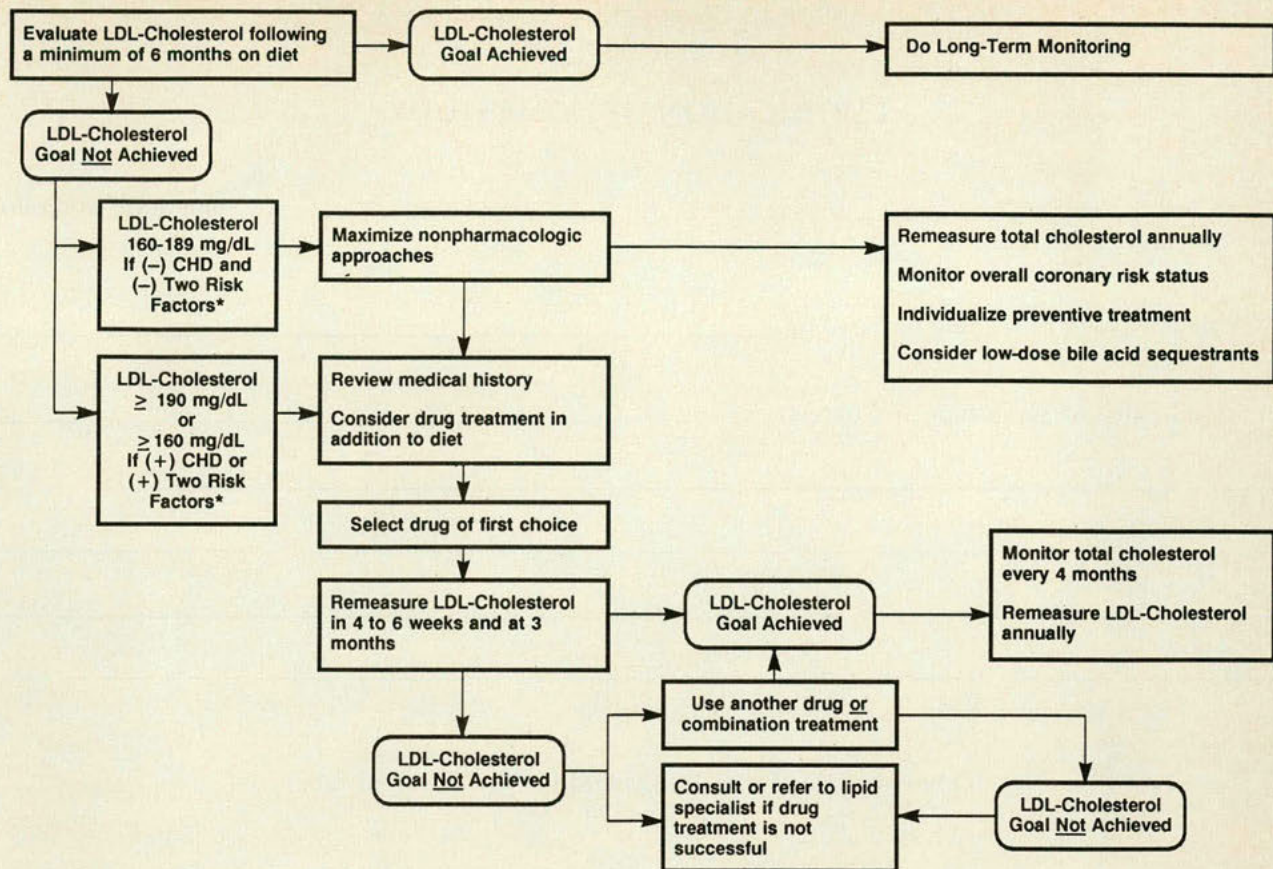 Evaluate LDL-Cholesterol following
a minimum of 6 months on diet
LDL-Cholesterol
Goal Achieved
Do Long-Term Monitoring
LDL-Cholesterol
Goal Not Achieved
LDL-Cholesterol
160-189 mg/dL
If (–) CHD and
(–) Two Risk
Factors*
Maximize nonpharmacologic
approaches
Remeasure total cholesterol annually
Monitor overall coronary risk status
Individualize preventive treatment
Consider low-dose bile acid sequestrants
LDL-Cholesterol
≥ 190 mg/dL
or
≥160 mg/dL
If (+) CHD or
(+) Two Risk
Factors*
Review medical history
Consider drug treatment in
addition to diet
Select drug of first choice
Remeasure LDL-Cholesterol
in 4 to 6 weeks and at 3
months
LDL-Cholesterol
Goal Achieved
Monitor total cholesterol
every 4 months
Remeasure LDL-Cholesterol
annually
LDL-Cholesterol
Goal Not Achieved
Use another drug or
combination treatment
Consult or refer to lipid
specialist if drug
treatment is not
successful
LDL-Cholesterol
Goal Not Achieved